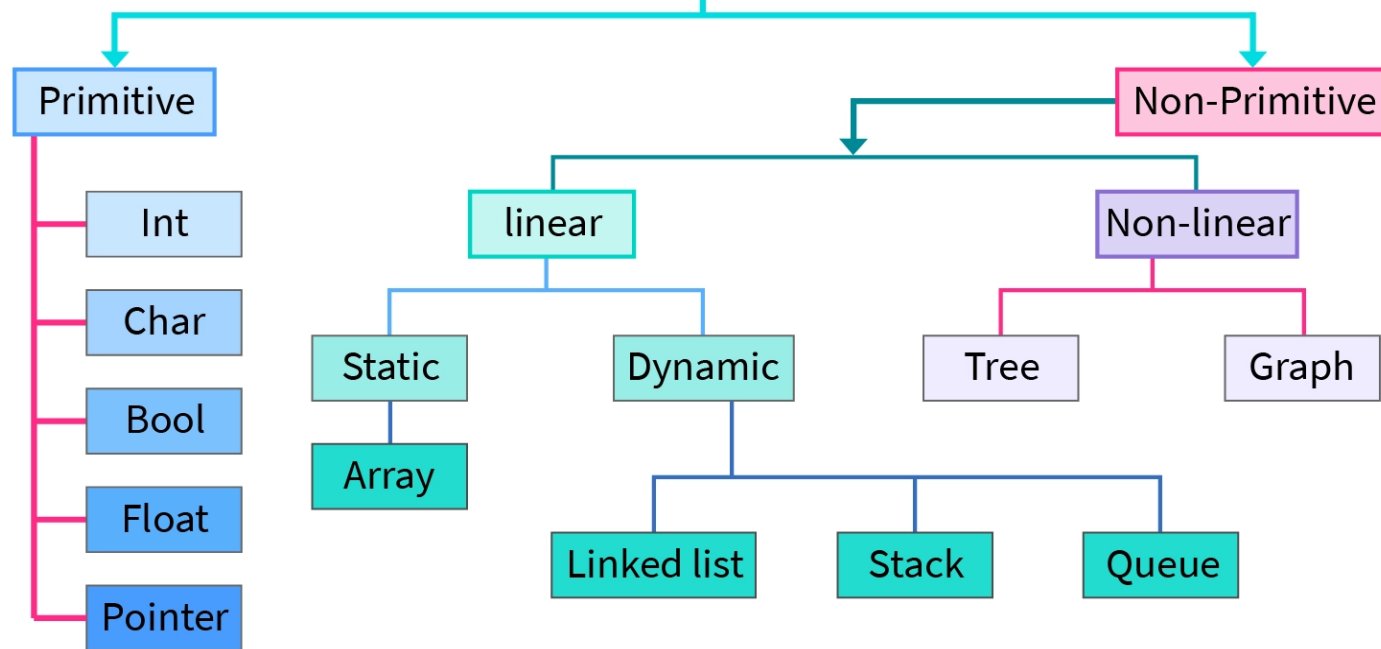 Primitive
Non-Primitive
Int
linear
Non-linear
Char
Static
Dynamic
Tree
Graph
Bool
Array
Float
Linked list
Stack
Queue
Pointer